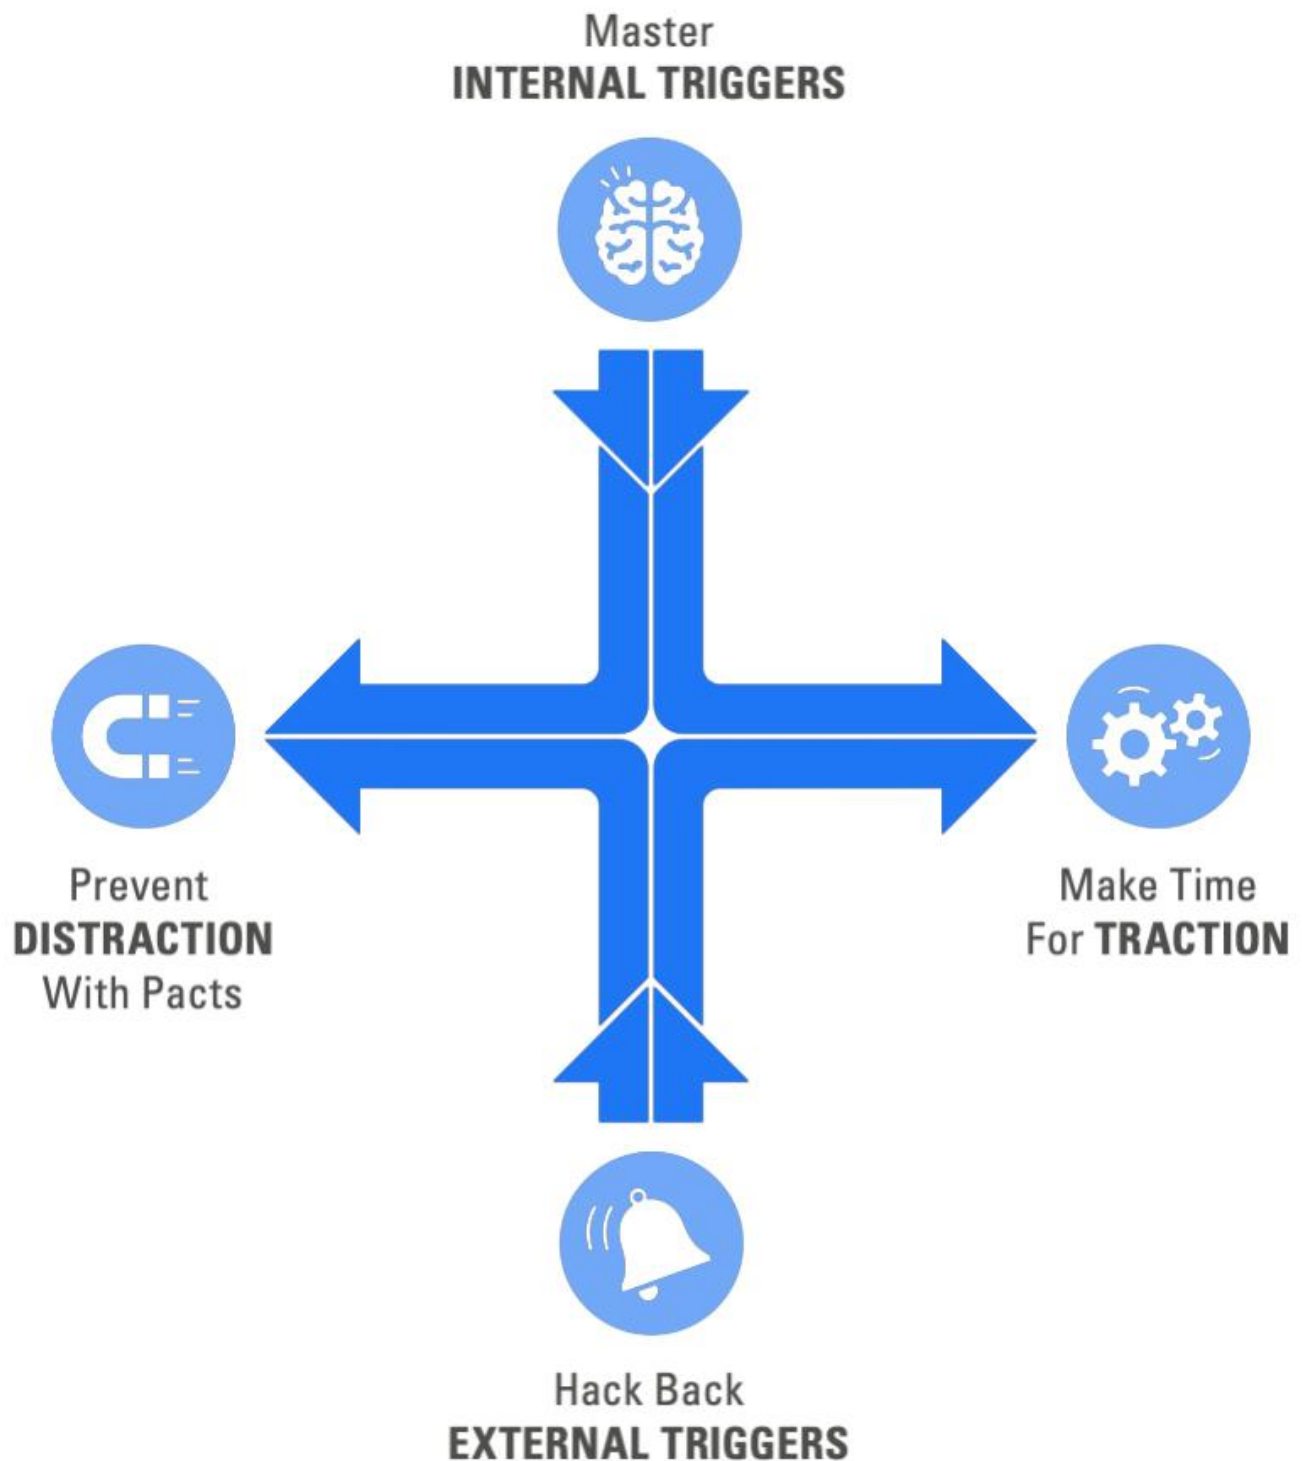 Master
INTERNAL TRIGGERS
Prevent
DISTRACTION
With Pacts
Make Time
For TRACTION
Hack Back
EXTERNAL TRIGGERS